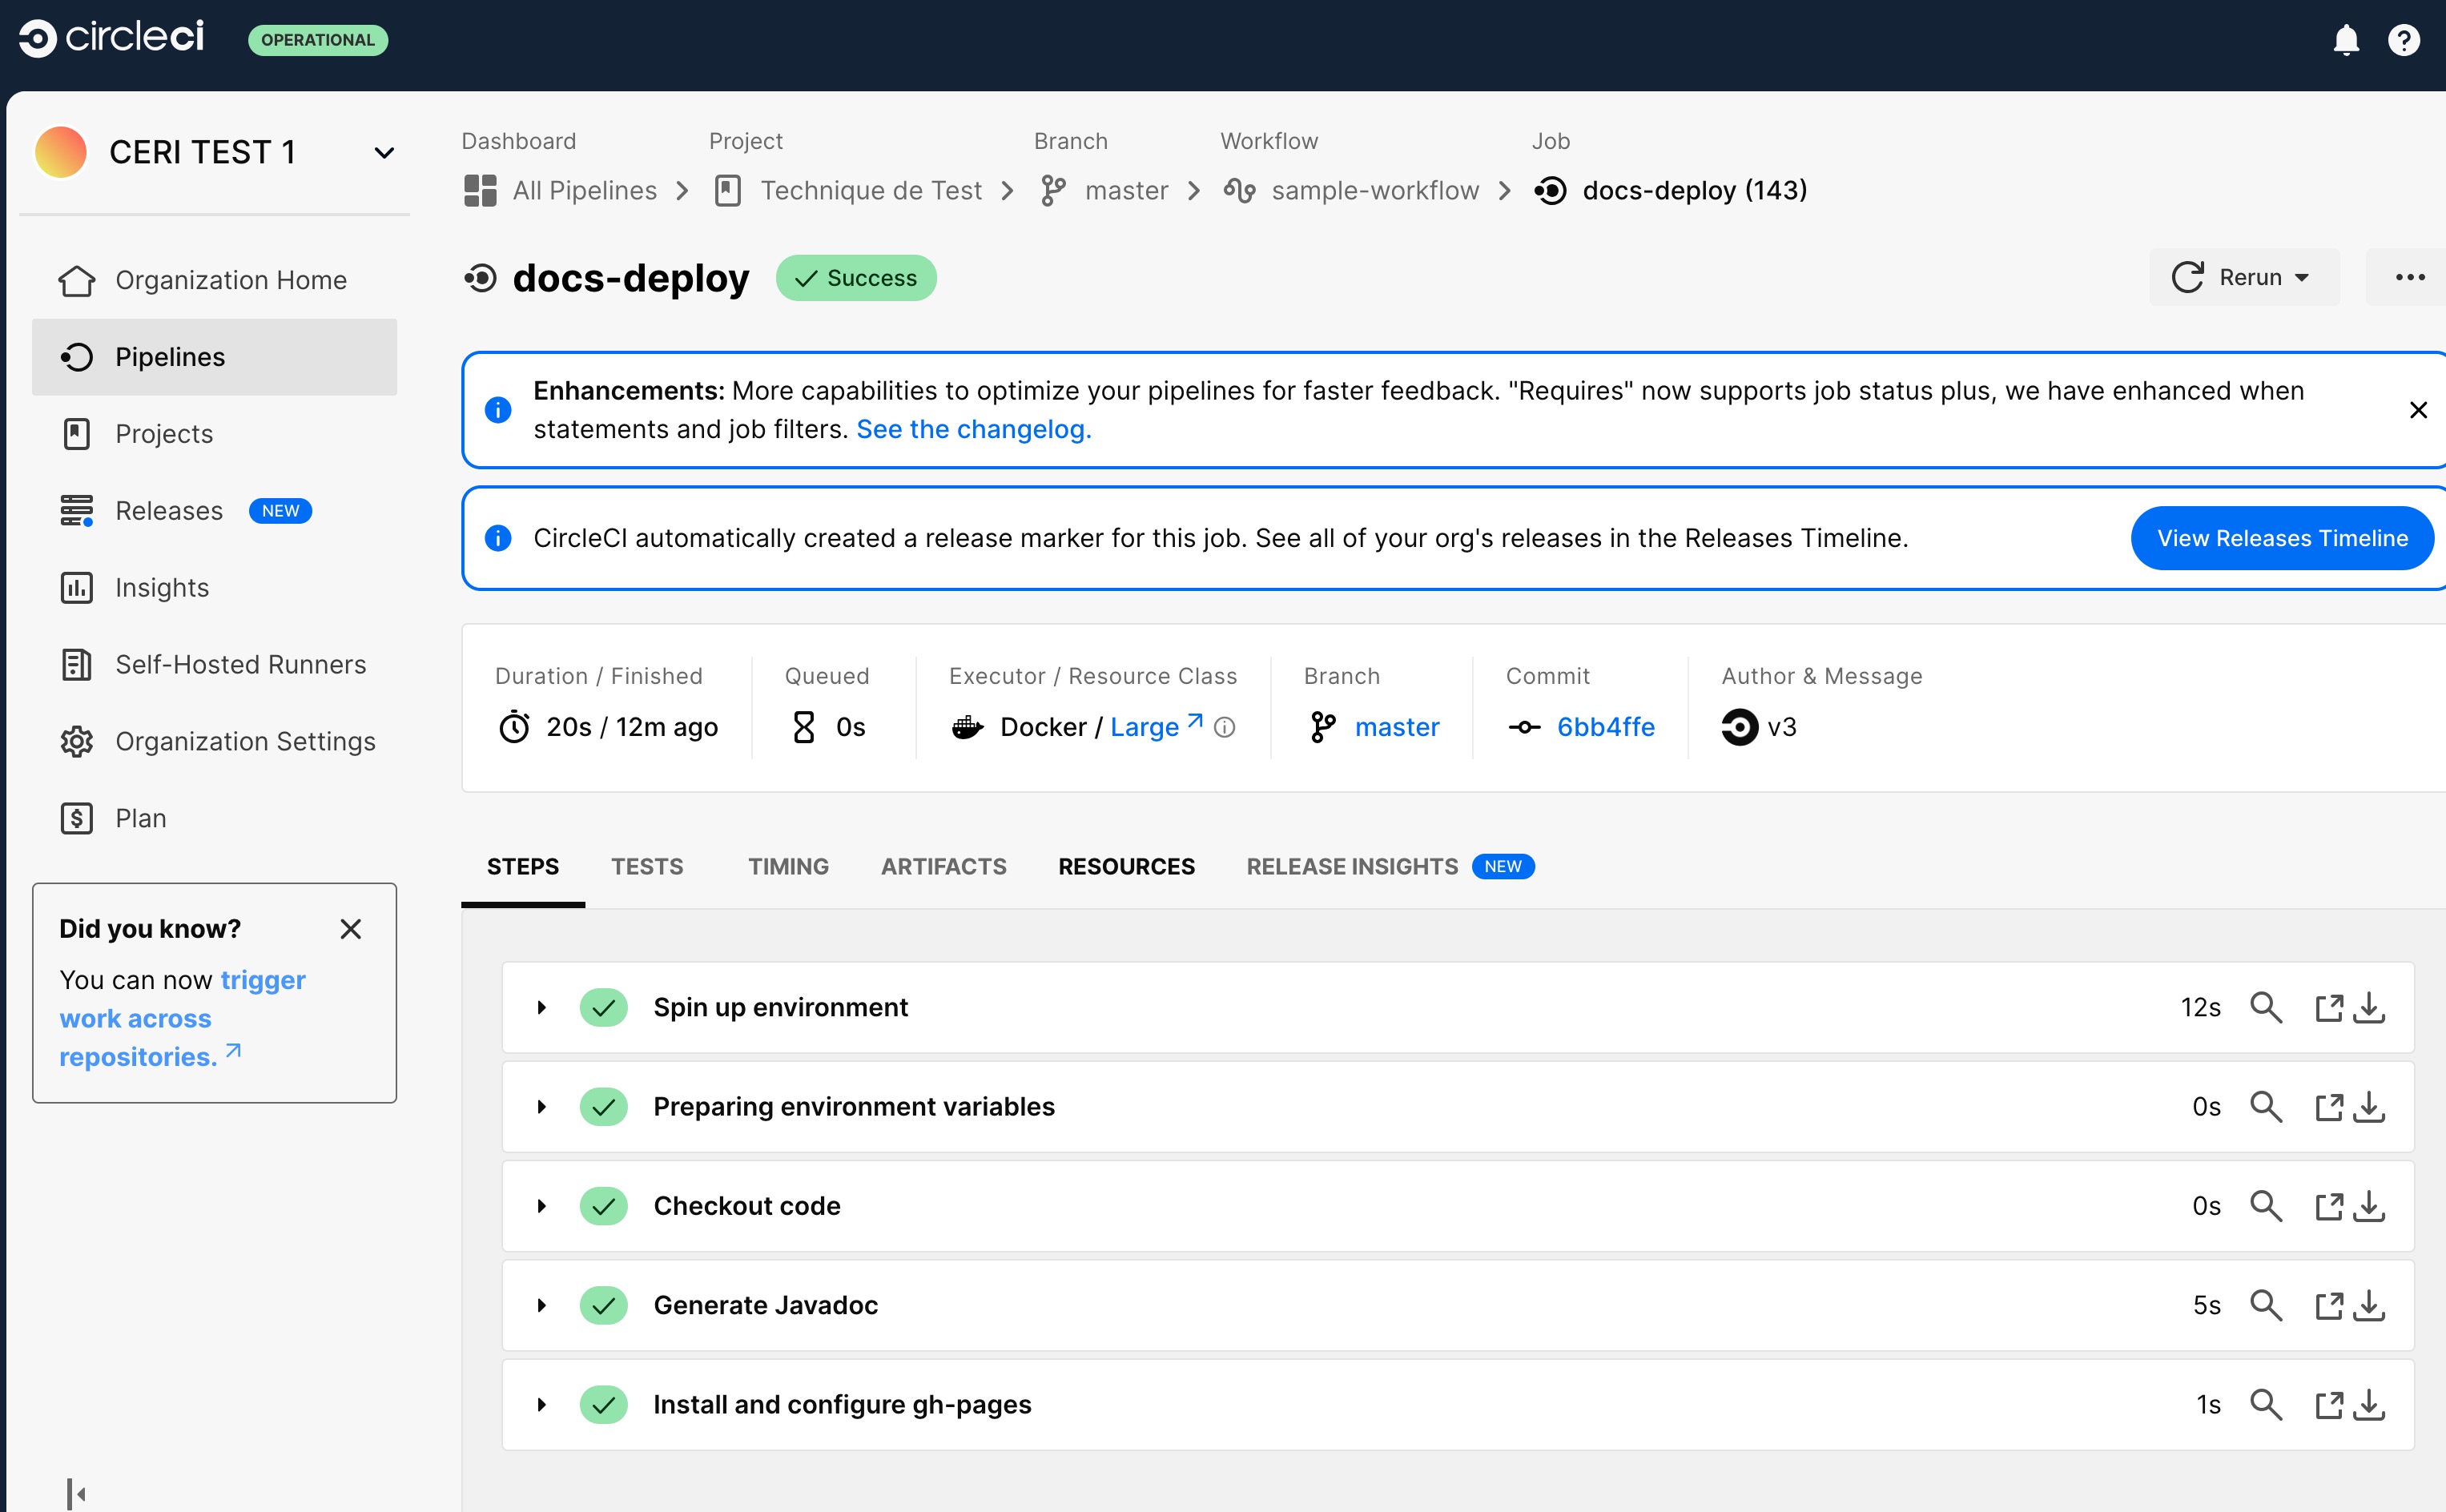 circleci
OPERATIONAL
CERI TEST 1
Organization Home
Pipelines
Projects
Releases NEW
Insights
Self-Hosted Runners
Organization Settings
Plan
Did you know?
You can now trigger
work across
repositories.
Dashboard Project Branch Workflow Job
All Pipelines Technique de Test master sample-workflow docs-deploy (143)
docs-deploy Success
Rerun
Enhancements: More capabilities to optimize your pipelines for faster feedback. "Requires" now supports job status plus, we have enhanced when
statements and job filters. See the changelog.
CircleCI automatically created a release marker for this job. See all of your org's releases in the Releases Timeline.
View Releases Timeline
Duration / Finished Queued Executor / Resource Class Branch Commit Author & Message
20s / 12m ago 0s Docker / Large master 6bb4ffe v3
STEPS TESTS TIMING ARTIFACTS RESOURCES RELEASE INSIGHTS NEW
Spin up environment 12s
Preparing environment variables 0s
Checkout code 0s
Generate Javadoc 5s
Install and configure gh-pages 1s